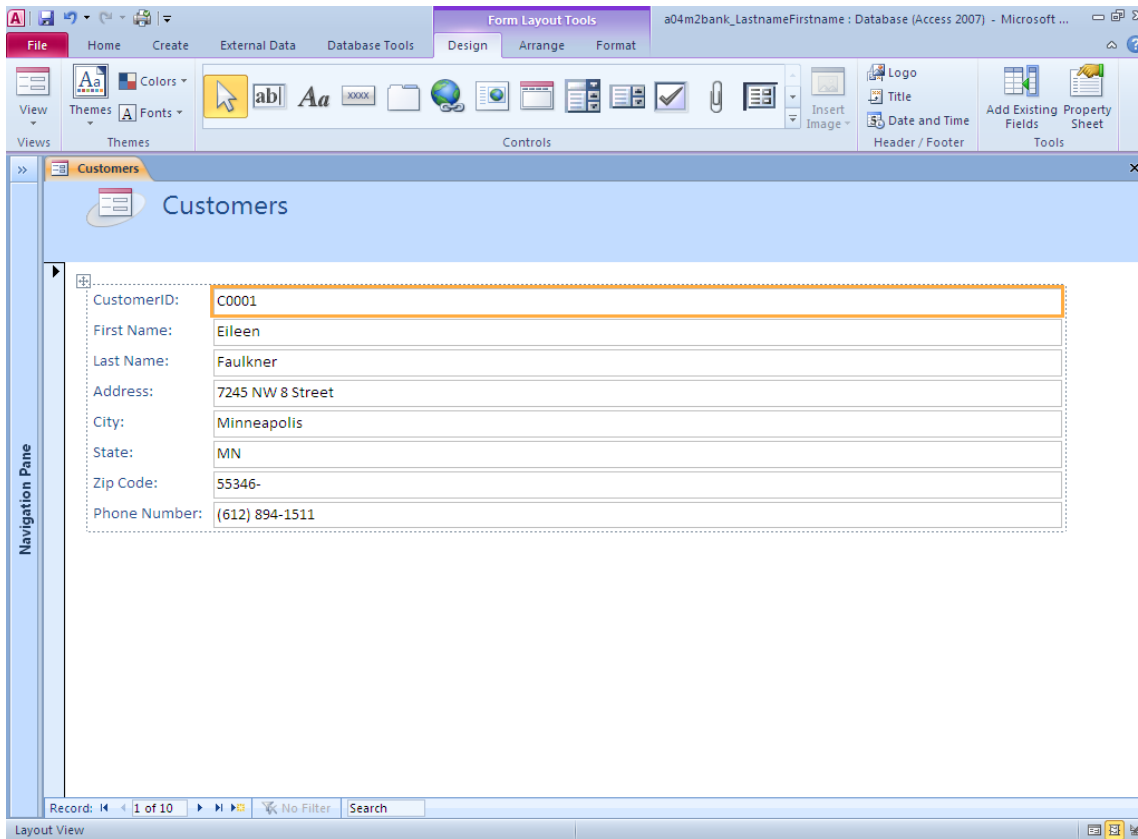 Form Layout Tools
a04m2bank_LastnameFirstname : Database (Access 2007) - Microsoft ...
File Home Create External Data Database Tools Design Arrange Format
View
Views
Aa
Themes
Colors
Fonts
Themes
ab|
Aa
XXXX
Controls
Insert
Image
Logo
Title
Date and Time
Header / Footer
Add Existing
Fields
Property
Sheet
Tools
» Customers
Customers
CustomerID: C0001
First Name: Eileen
Last Name: Faulkner
Address: 7245 NW 8 Street
City: Minneapolis
State: MN
Zip Code: 55346-
Phone Number: (612) 894-1511
Navigation Pane
Record: 1 of 10 No Filter Search
Layout View